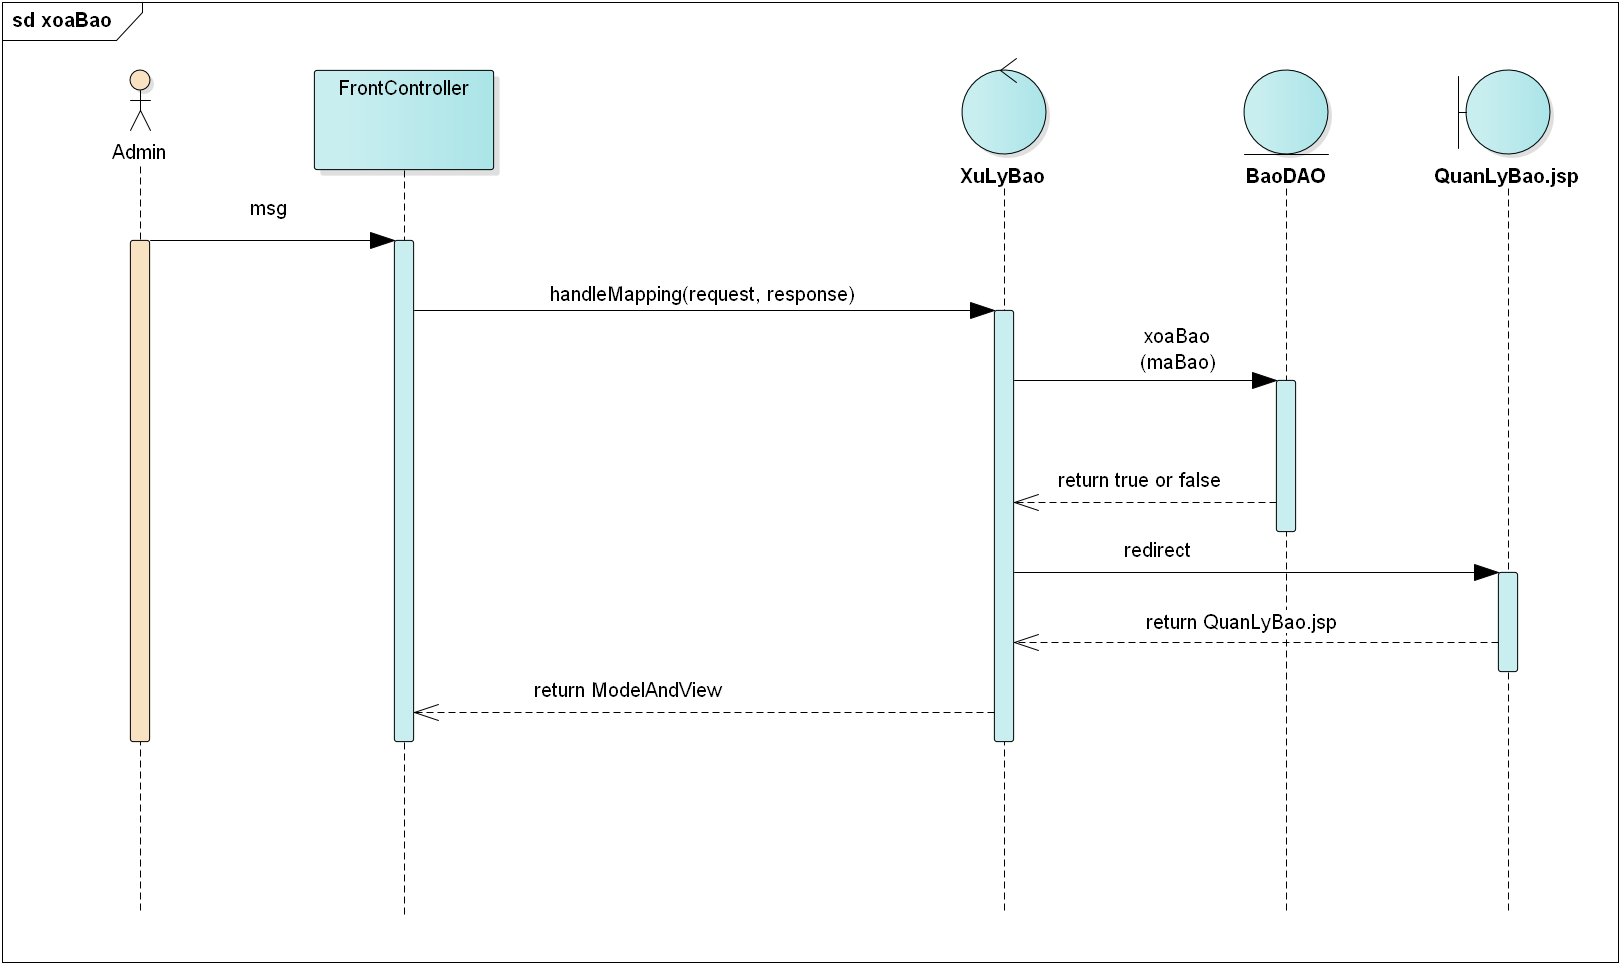 sd xoaBao
Admin
FrontController
XuLyBao
BaoDAO
QuanLyBao.jsp
msg
handleMapping(request, response)
xoaBao
(maBao)
return true or false
redirect
return QuanLyBao.jsp
return ModelAndView